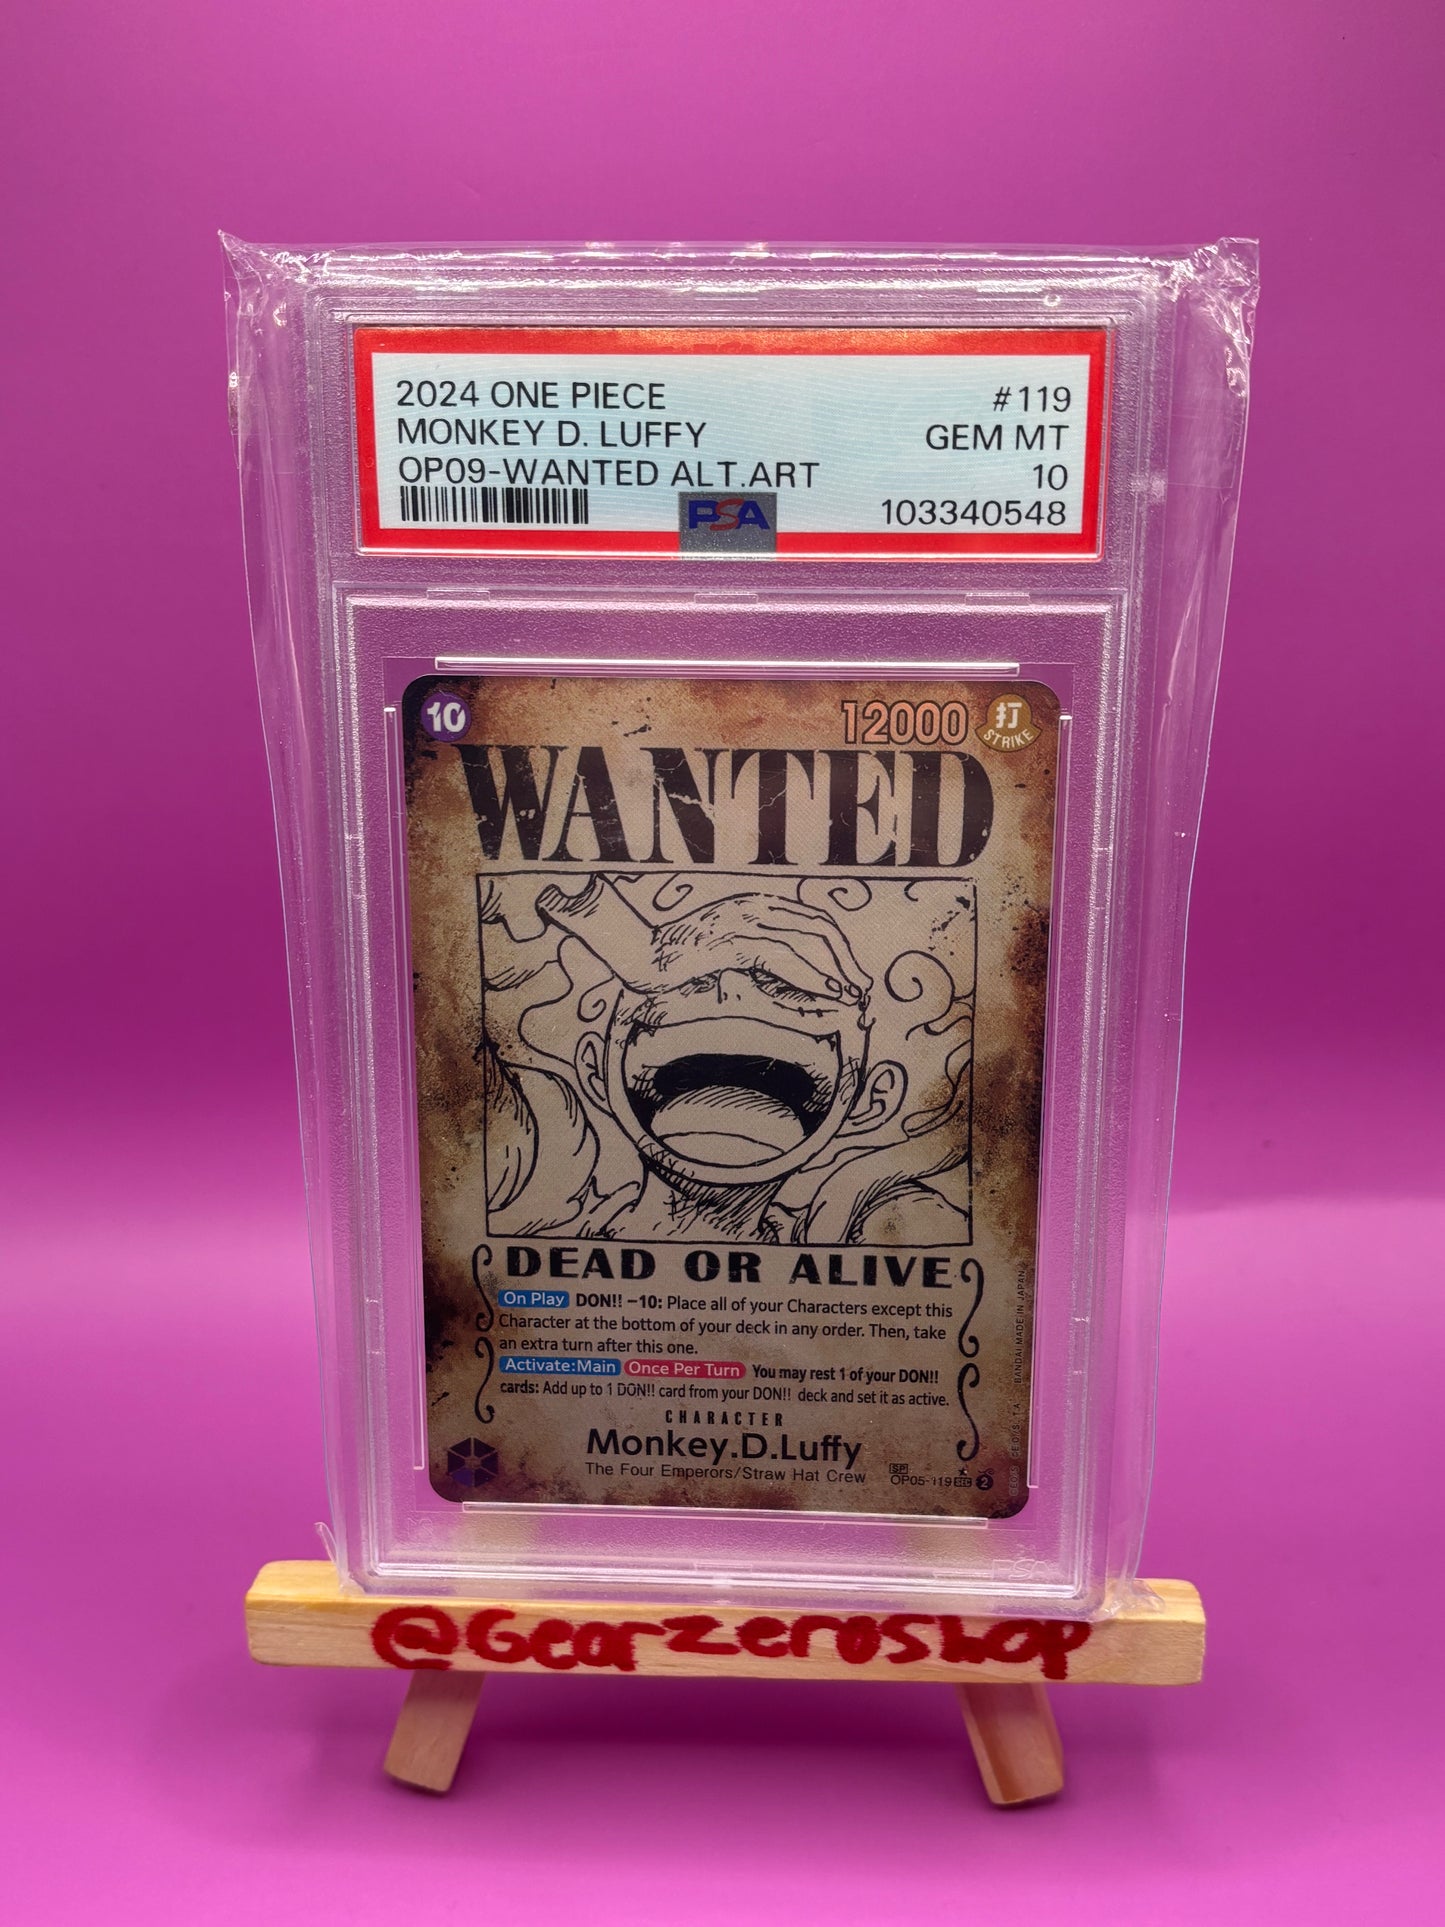 2024 ONE PIECE #119
MONKEY D. LUFFY GEM MT
OP09-WANTED ALT.ART 10
PSA 103340548
10 12000 打
STRIKE
WANTED
DEAD OR ALIVE
On Play DON!! −10: Place all of your Characters except this
Character at the bottom of your deck in any order. Then, take
an extra turn after this one.
Activate:Main Once Per Turn You may rest 1 of your DON!!
cards: Add up to 1 DON!! card from your DON!! deck and set it as active.
CHARACTER
Monkey.D.Luffy
The Four Emperors/Straw Hat Crew
SP
OP05-119 SEC 2
BANDAI MADE IN JAPAN
PSA
@Gearzeroshop